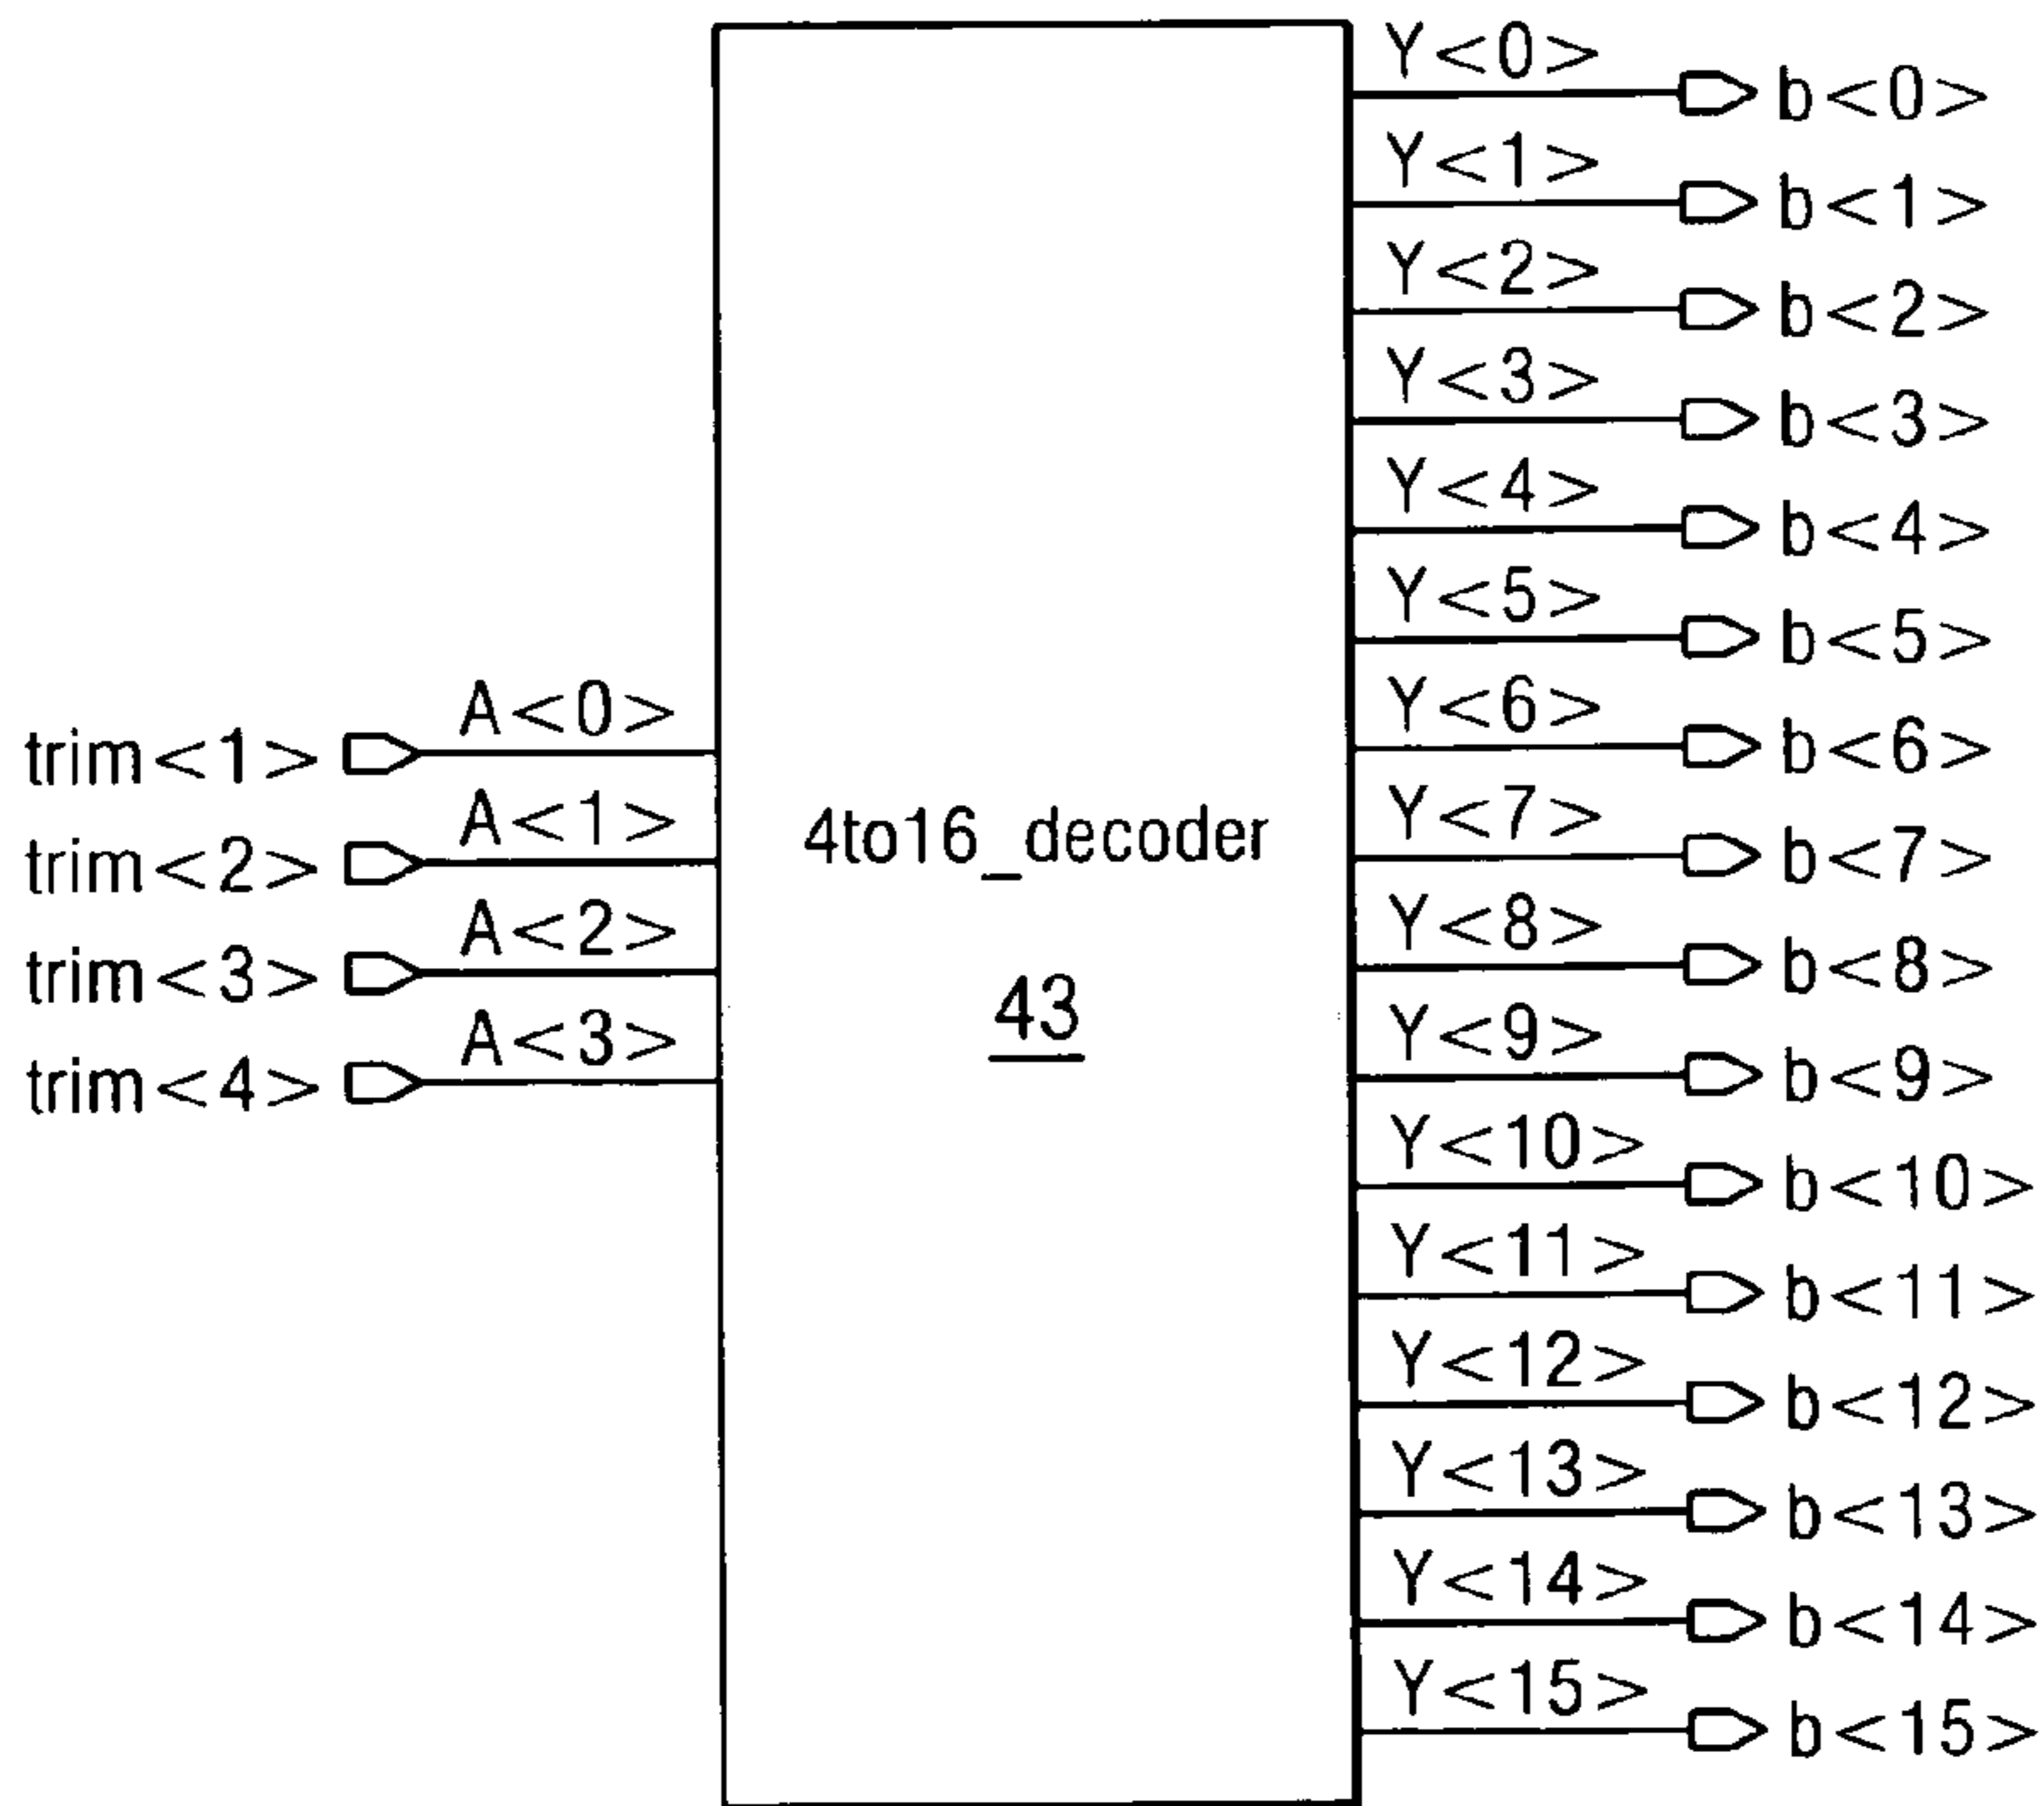 Y<0>
b<0>
Y<1>
b<1>
Y<2>
b<2>
Y<3>
b<3>
Y<4>
b<4>
Y<5>
b<5>
A<0>
Y<6>
trim<1>
b<6>
A<1>
4to16_decoder
Y<7>
trim<2>
b<7>
A<2>
Y<8>
trim<3>
b<8>
43
A<3>
Y<9>
trim<4>
b<9>
Y<10>
b<10>
Y<11>
b<11>
Y<12>
b<12>
Y<13>
b<13>
Y<14>
b<14>
Y<15>
b<15>